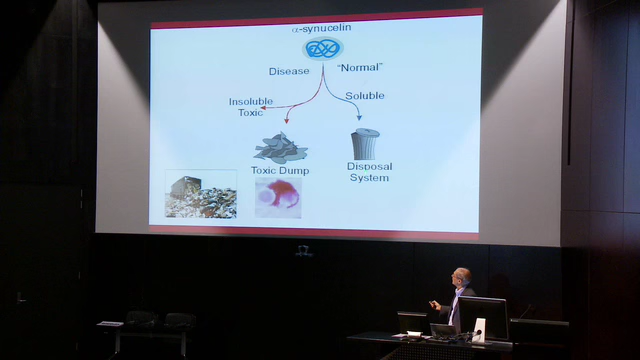 α-synucelin
Disease
"Normal"
Insoluble
Toxic
Soluble
Toxic Dump
Disposal
System